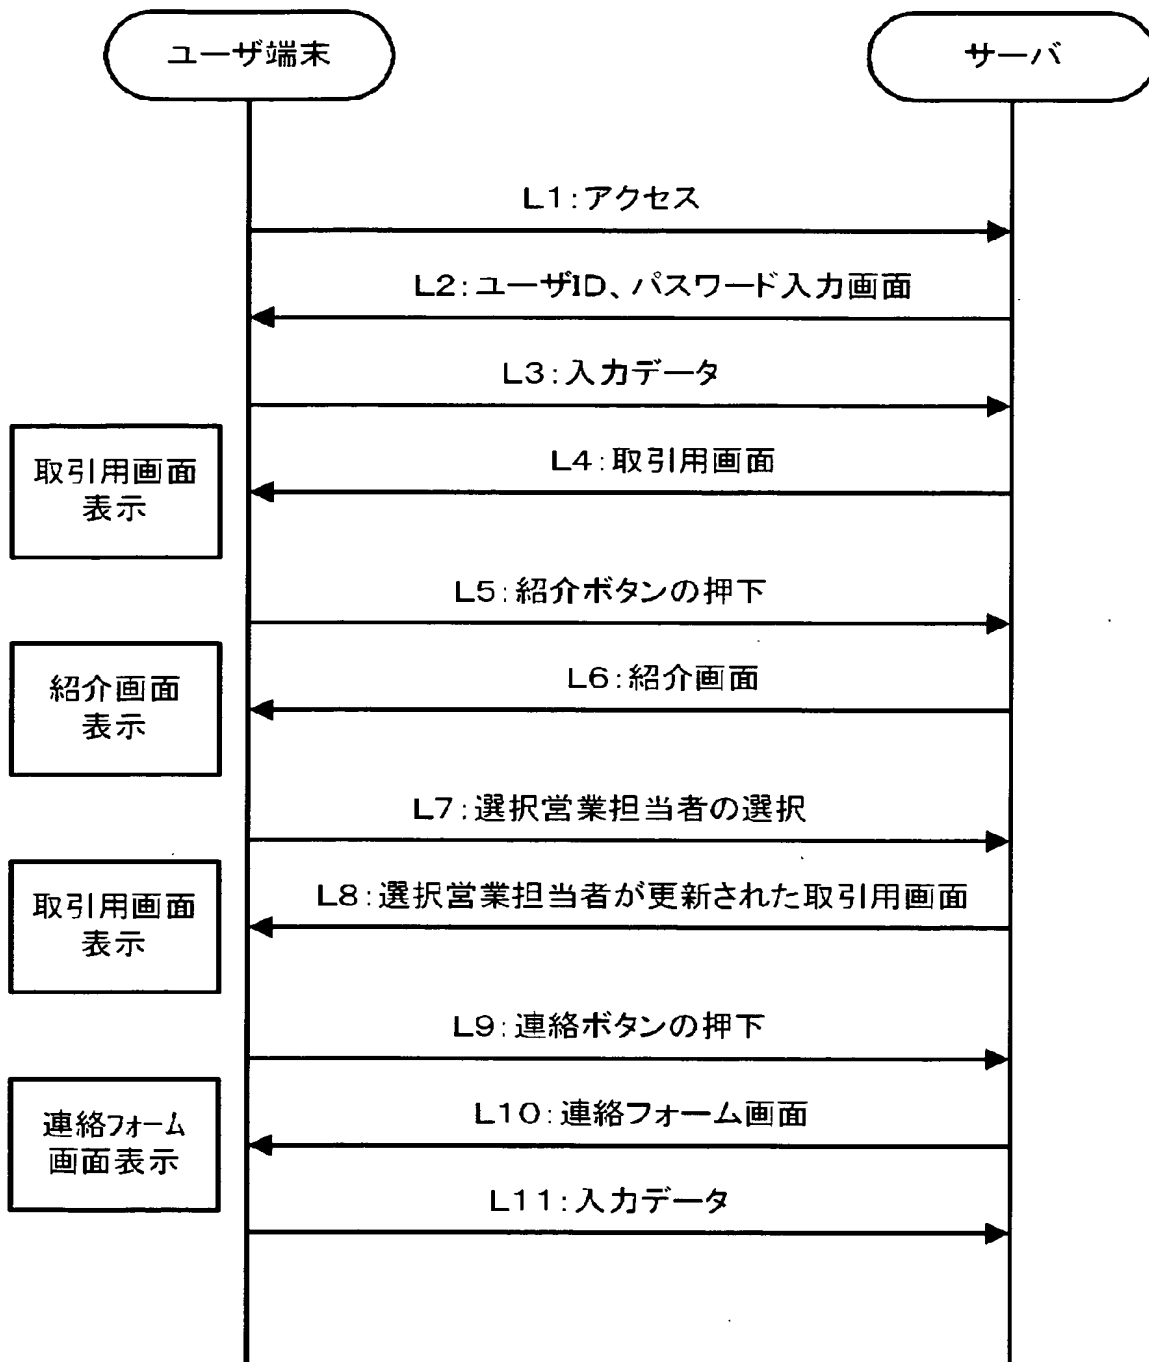 ユーザ端末
サーバ
L1:アクセス
L2:ユーザID、パスワード入力画面
L3:入力データ
L4:取引用画面
取引用画面
表示
L5:紹介ボタンの押下
L6:紹介画面
紹介画面
表示
L7:選択営業担当者の選択
L8:選択営業担当者が更新された取引用画面
取引用画面
表示
L9:連絡ボタンの押下
L10:連絡フォーム画面
連絡フォーム
画面表示
L11:入力データ